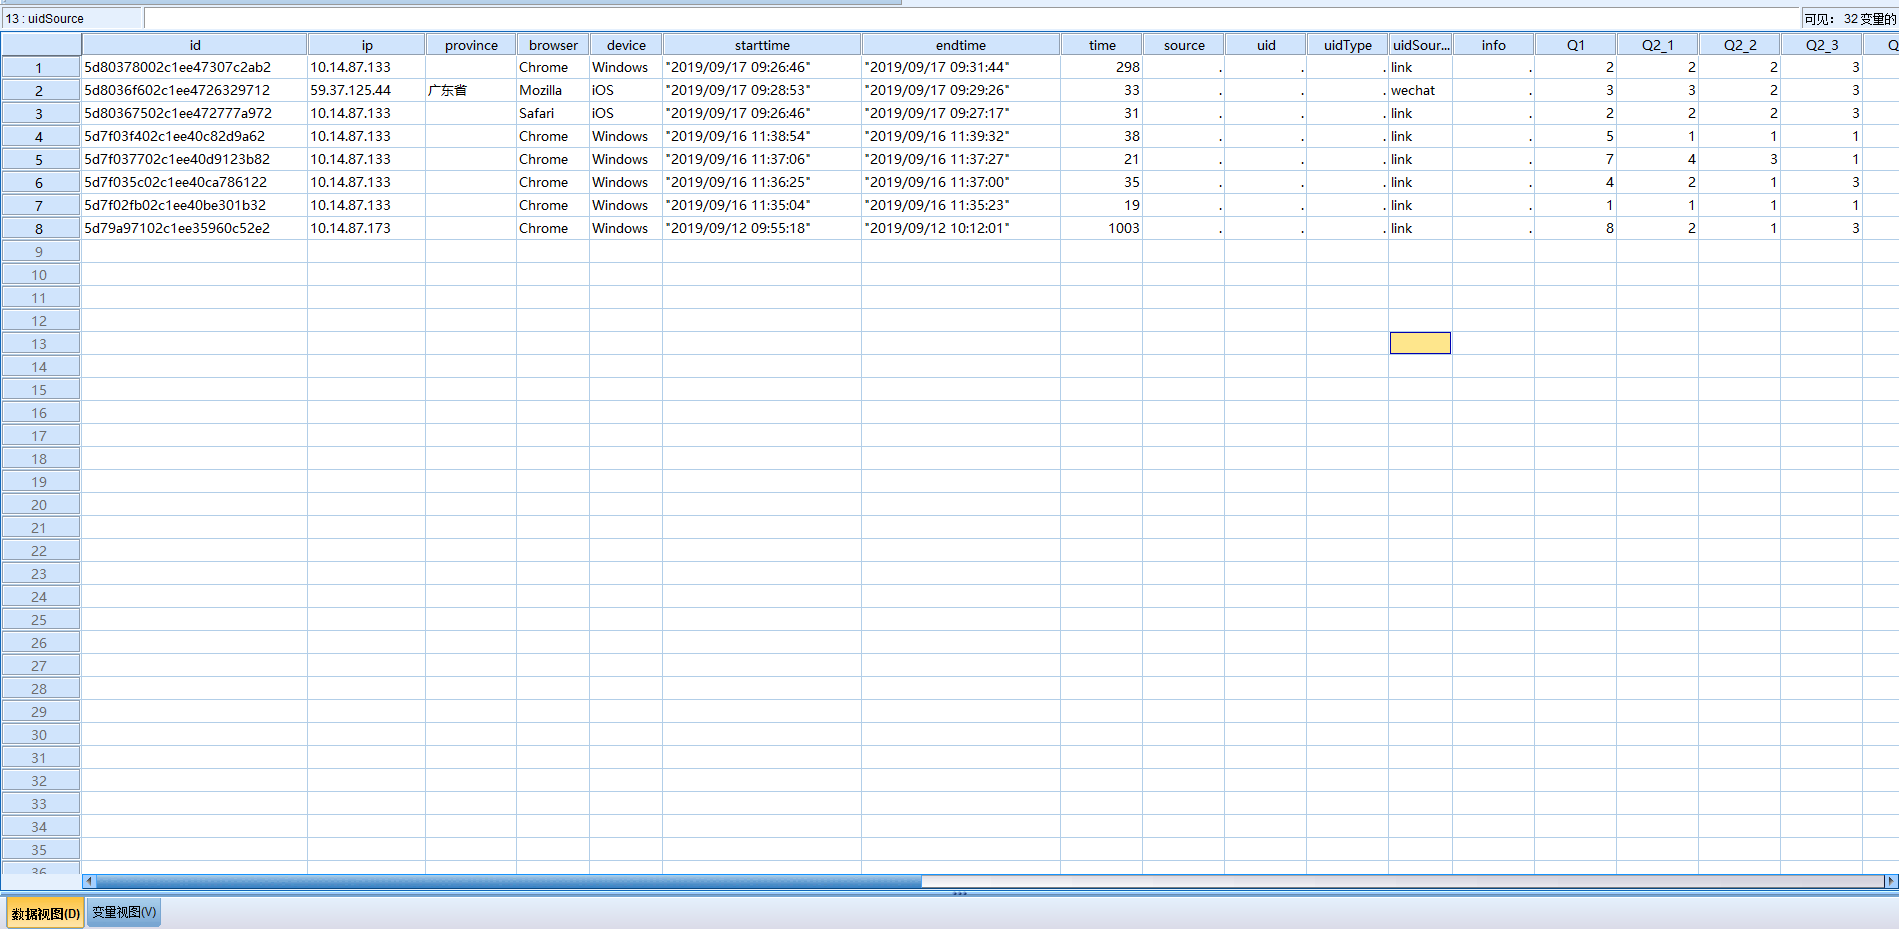 13 : uidSource 可见： 32 变量的
id ip province browser device starttime endtime time source uid uidType uidSour... info Q1 Q2_1 Q2_2 Q2_3 Q
1 5d80378002c1ee47307c2ab2 10.14.87.133 Chrome Windows "2019/09/17 09:26:46" "2019/09/17 09:31:44" 298 . . . link . 2 2 2 3
2 5d8036f602c1ee4726329712 59.37.125.44 广东省 Mozilla iOS "2019/09/17 09:28:53" "2019/09/17 09:29:26" 33 . . . wechat . 3 3 2 3
3 5d80367502c1ee472777a972 10.14.87.133 Safari iOS "2019/09/17 09:26:46" "2019/09/17 09:27:17" 31 . . . link . 2 2 2 3
4 5d7f03f402c1ee40c82d9a62 10.14.87.133 Chrome Windows "2019/09/16 11:38:54" "2019/09/16 11:39:32" 38 . . . link . 5 1 1 1
5 5d7f037702c1ee40d9123b82 10.14.87.133 Chrome Windows "2019/09/16 11:37:06" "2019/09/16 11:37:27" 21 . . . link . 7 4 3 1
6 5d7f035c02c1ee40ca786122 10.14.87.133 Chrome Windows "2019/09/16 11:36:25" "2019/09/16 11:37:00" 35 . . . link . 4 2 1 3
7 5d7f02fb02c1ee40be301b32 10.14.87.133 Chrome Windows "2019/09/16 11:35:04" "2019/09/16 11:35:23" 19 . . . link . 1 1 1 1
8 5d79a97102c1ee35960c52e2 10.14.87.173 Chrome Windows "2019/09/12 09:55:18" "2019/09/12 10:12:01" 1003 . . . link . 8 2 1 3
9
10
11
12
13
14
15
16
17
18
19
20
21
22
23
24
25
26
27
28
29
30
31
32
33
34
35
36
数据视图(D) 变量视图(V)